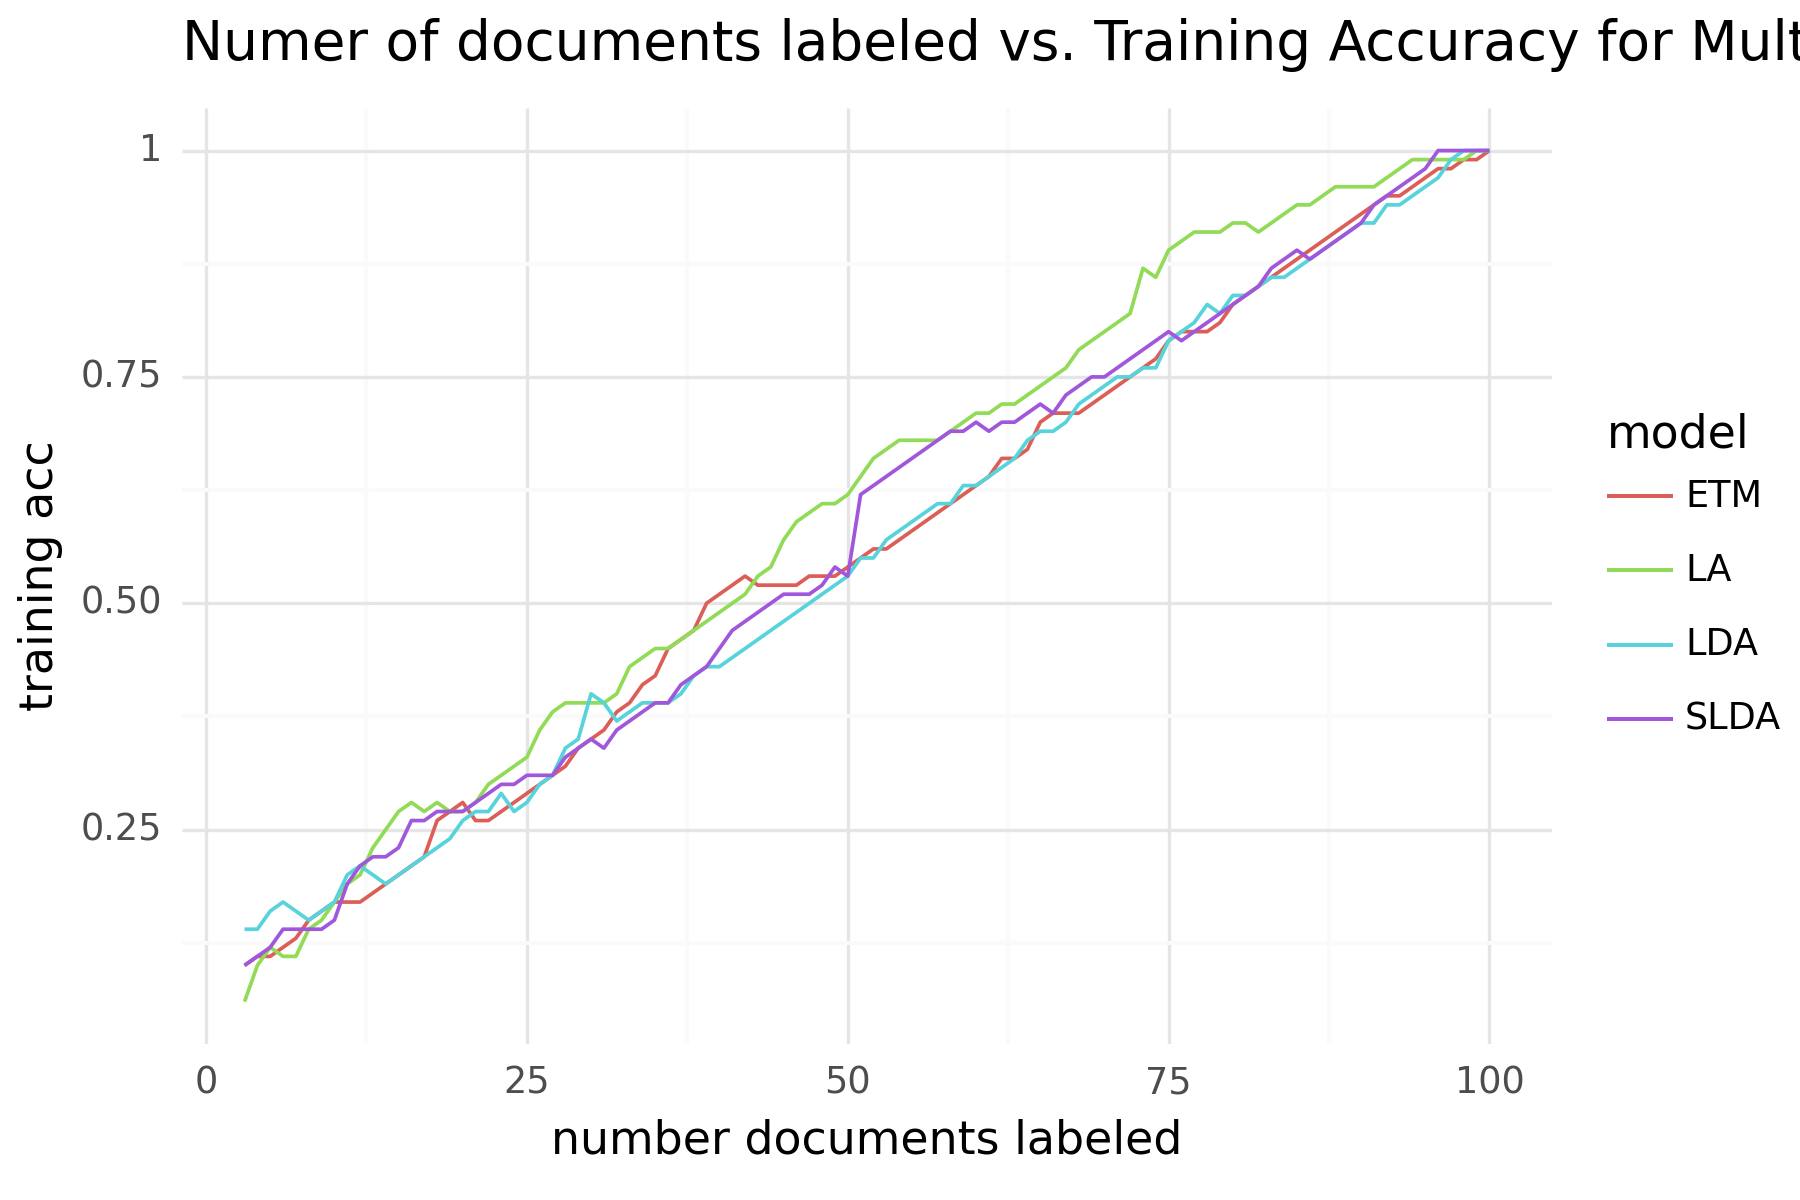 Numer of documents labeled vs. Training Accuracy for Mult
1
0.75
0.50
0.25
training acc
0
25
50
75
100
number documents labeled
model
ETM
LA
LDA
SLDA